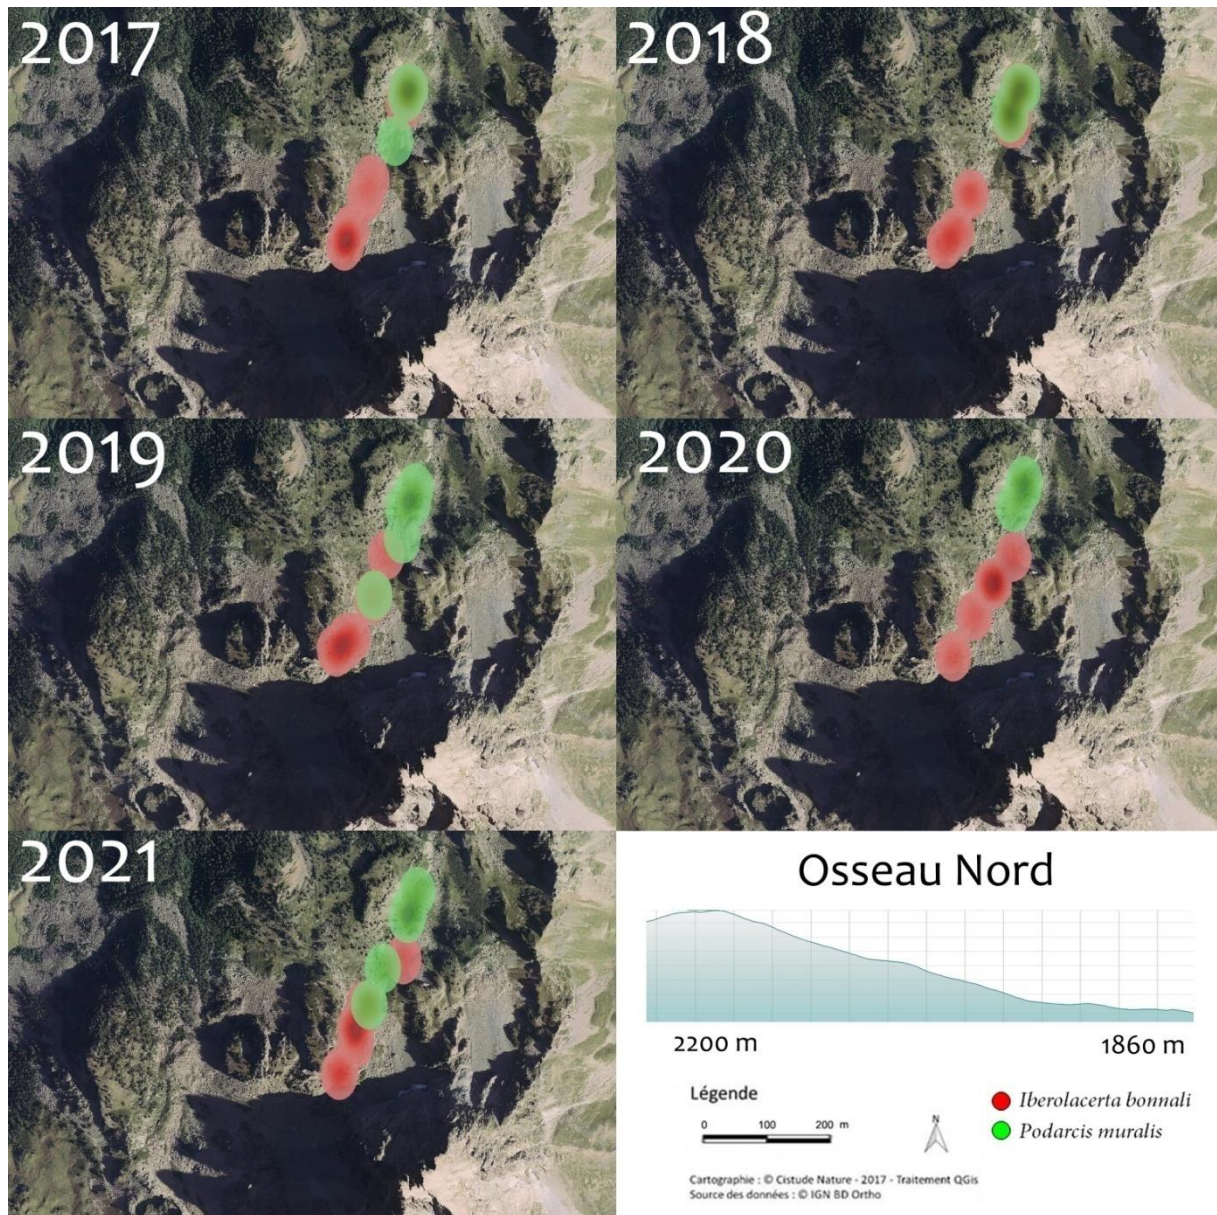 2017
2018
2019
2020
2021
Osseau Nord
2200 m
1860 m
Légende
0 100 200 m
N
Iberolacerta bonnali
Podarcis muralis
Cartographie : © Cistude Nature - 2017 - Traitement QGis
Source des données : © IGN BD Ortho